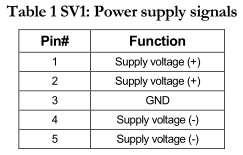 Table 1 SV1: Power supply signals
Pin# Function
1 Supply voltage (+)
2 Supply voltage (+)
3 GND
4 Supply voltage (-)
5 Supply voltage (-)